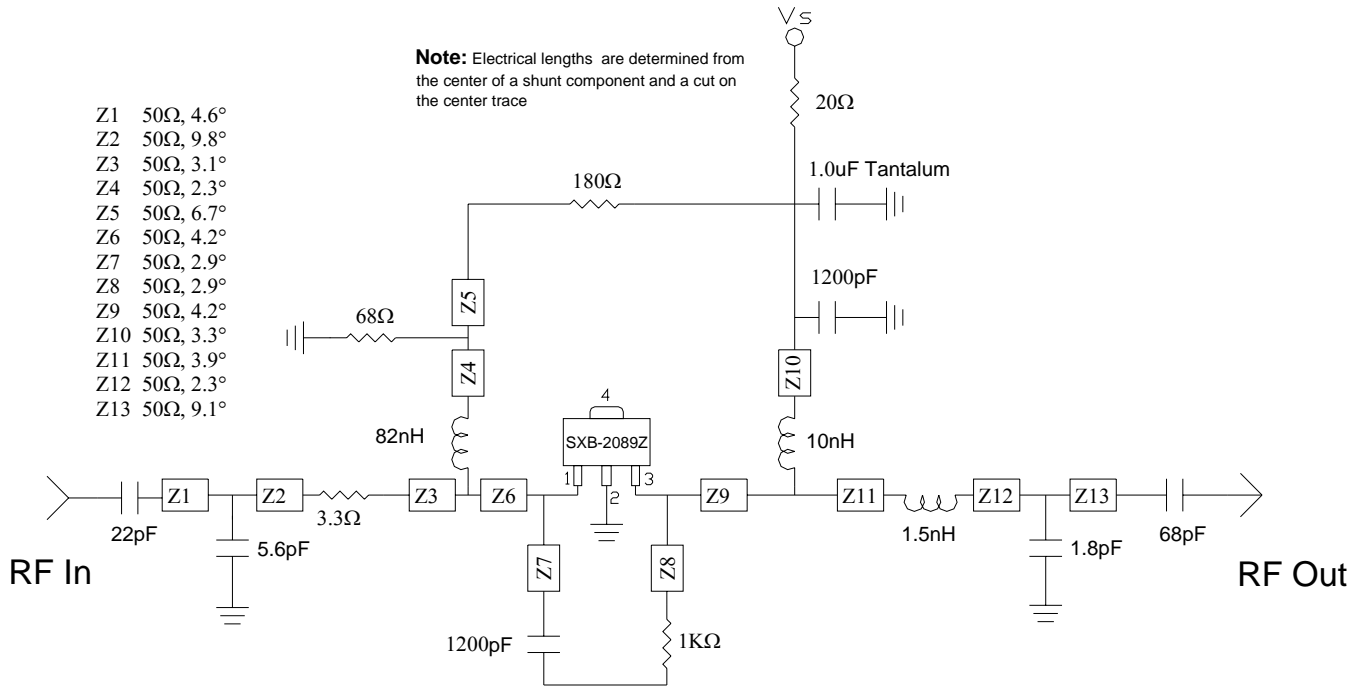 Vs
Note: Electrical lengths are determined from
the center of a shunt component and a cut on
the center trace
20Ω
Z1 50Ω, 4.6°
Z2 50Ω, 9.8°
Z3 50Ω, 3.1°
Z4 50Ω, 2.3°
Z5 50Ω, 6.7°
Z6 50Ω, 4.2°
Z7 50Ω, 2.9°
Z8 50Ω, 2.9°
Z9 50Ω, 4.2°
Z10 50Ω, 3.3°
Z11 50Ω, 3.9°
Z12 50Ω, 2.3°
Z13 50Ω, 9.1°
1.0uF Tantalum
180Ω
1200pF
Z5
68Ω
Z4
Z10
4
82nH
SXB-2089Z
10nH
1
2
3
Z1
Z2
Z3
Z6
Z9
Z11
Z12
Z13
22pF
5.6pF
3.3Ω
1.5nH
1.8pF
68pF
RF In
Z7
Z8
RF Out
1200pF
1KΩ